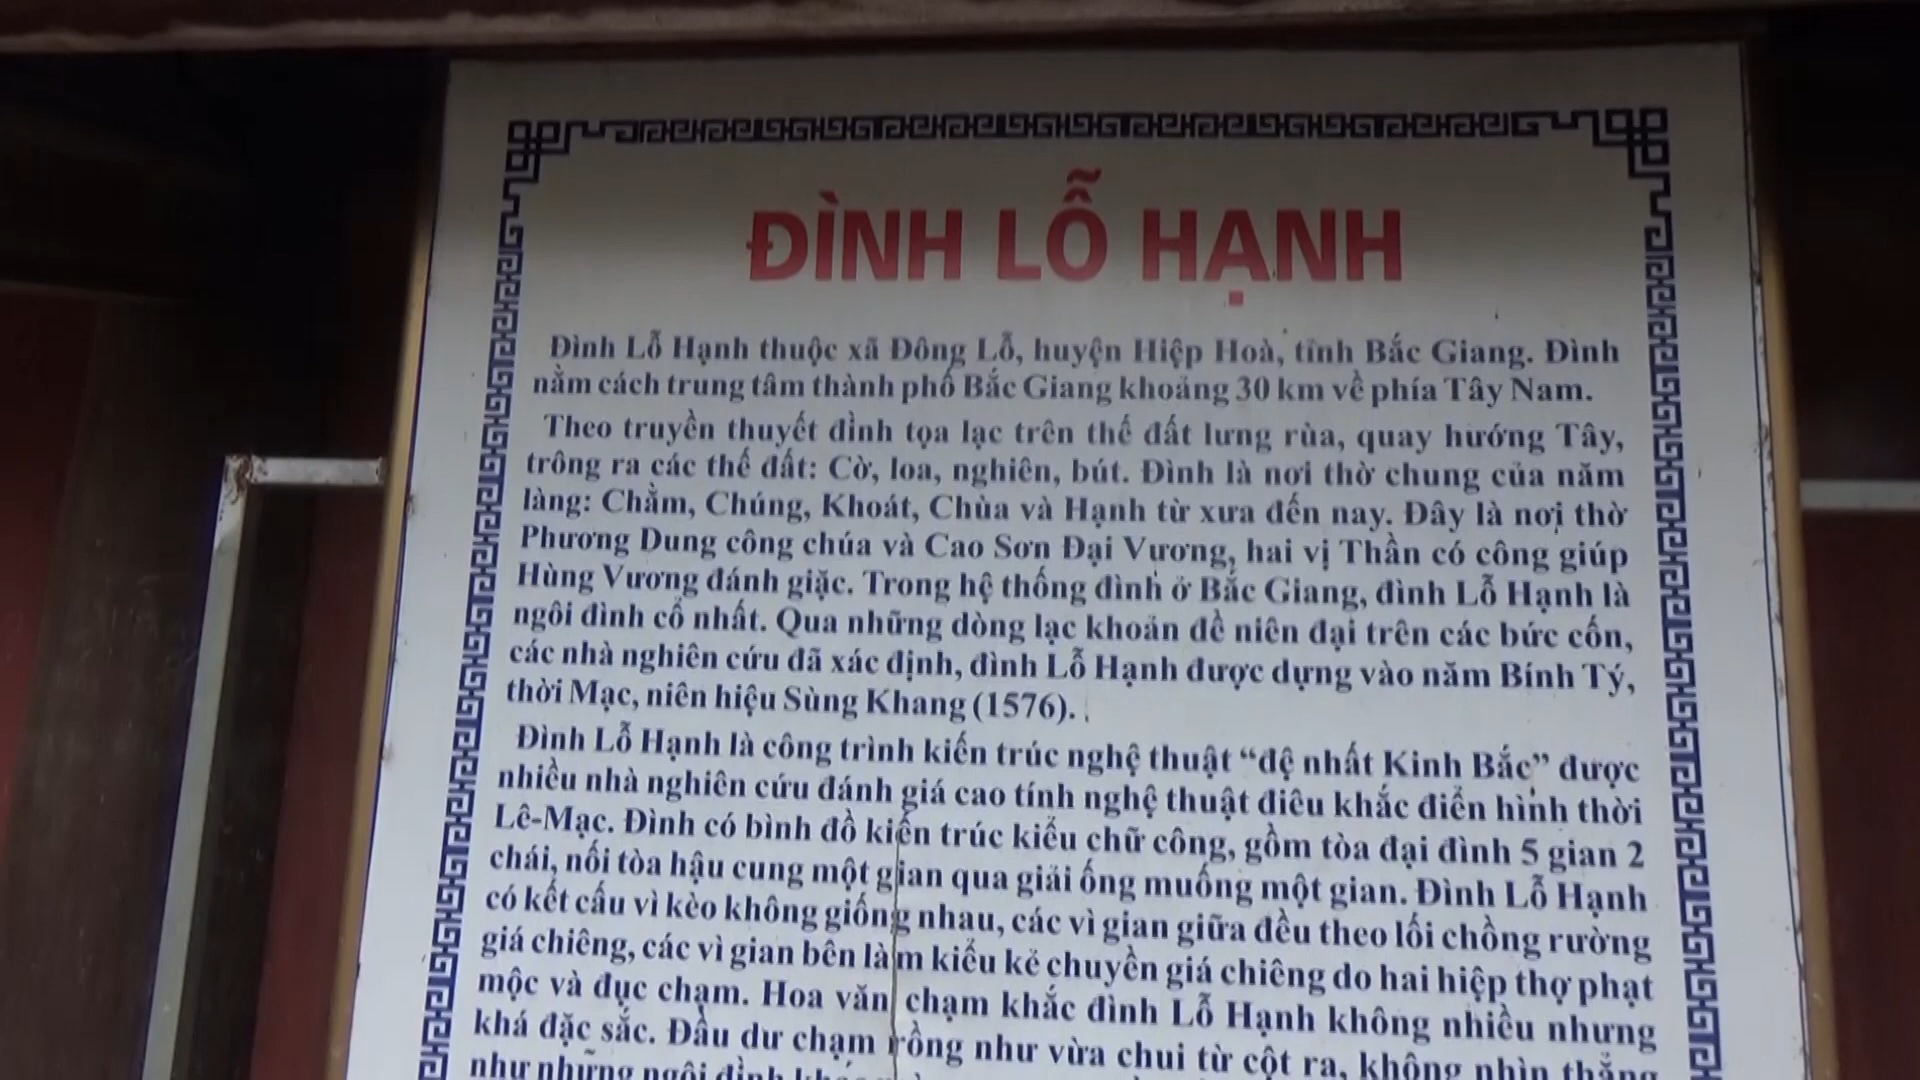 ĐÌNH LỖ HẠNH
Đình Lỗ Hạnh thuộc xã Đông Lỗ, huyện Hiệp Hoà, tỉnh Bắc Giang. Đình
nằm cách trung tâm thành phố Bắc Giang khoảng 30 km về phía Tây Nam.
Theo truyền thuyết đình tọa lạc trên thế đất lưng rùa, quay hướng Tây,
trông ra các thế đất: Cờ, loa, nghiên, bút. Đình là nơi thờ chung của năm
làng: Chằm, Chúng, Khoát, Chùa và Hạnh từ xưa đến nay. Đây là nơi thờ
Phương Dung công chúa và Cao Sơn Đại Vương, hai vị Thần có công giúp
Hùng Vương đánh giặc. Trong hệ thống đình ở Bắc Giang, đình Lỗ Hạnh là
ngôi đình cổ nhất. Qua những dòng lạc khoản đề niên đại trên các bức cốn,
các nhà nghiên cứu đã xác định, đình Lỗ Hạnh được dựng vào năm Bính Tý,
thời Mạc, niên hiệu Sùng Khang (1576).
Đình Lỗ Hạnh là công trình kiến trúc nghệ thuật “đệ nhất Kinh Bắc” được
nhiều nhà nghiên cứu đánh giá cao tính nghệ thuật điêu khắc điển hình thời
Lê-Mạc. Đình có bình đồ kiến trúc kiểu chữ công, gồm tòa đại đình 5 gian 2
chái, nối tòa hậu cung một gian qua giải ống muống một gian. Đình Lỗ Hạnh
có kết cấu vì kèo không giống nhau, các vì gian giữa đều theo lối chồng rường
giá chiêng, các vì gian bên làm kiểu kẻ chuyền giá chiêng do hai hiệp thợ phạt
mộc và đục chạm. Hoa văn chạm khắc đình Lỗ Hạnh không nhiều nhưng
khá đặc sắc. Đầu dư chạm rồng như vừa chui từ cột ra, không nhìn thẳng
như những ngôi đình